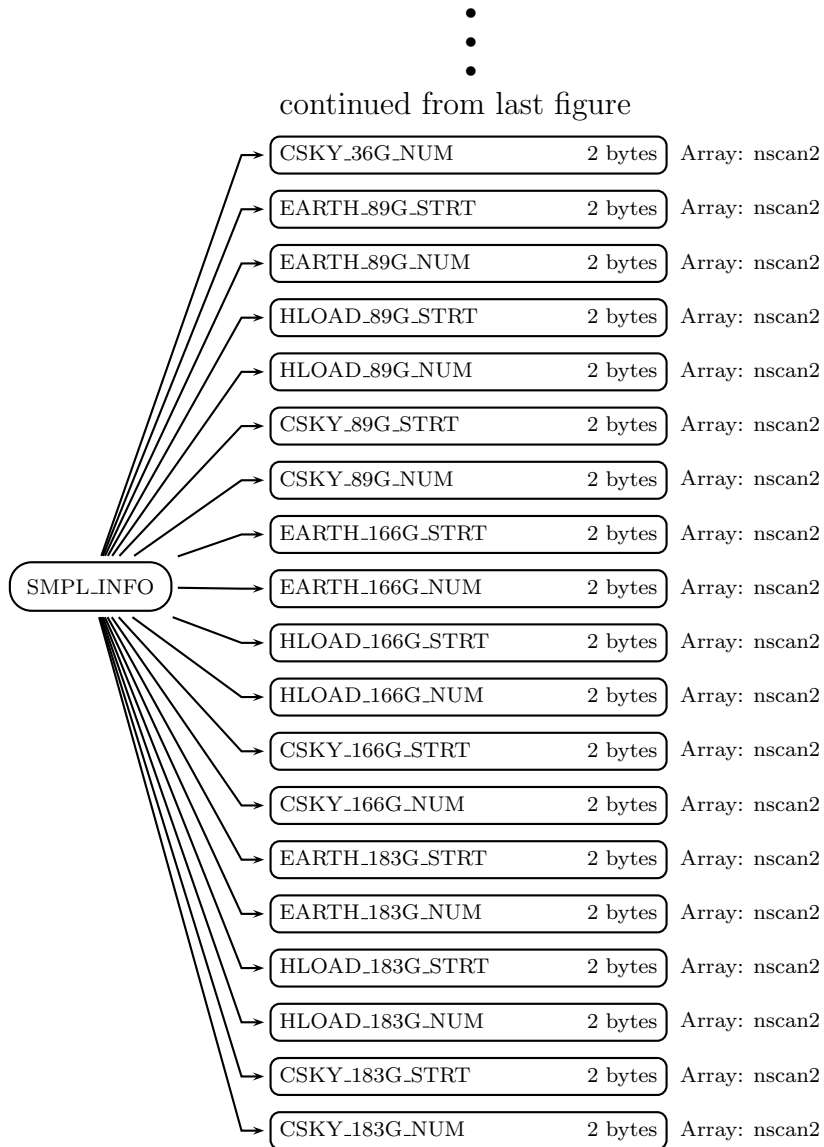 continued from last figure
CSKY_36G_NUM 2 bytes Array: nscan2
EARTH_89G_STRT 2 bytes Array: nscan2
EARTH_89G_NUM 2 bytes Array: nscan2
HLOAD_89G_STRT 2 bytes Array: nscan2
HLOAD_89G_NUM 2 bytes Array: nscan2
CSKY_89G_STRT 2 bytes Array: nscan2
CSKY_89G_NUM 2 bytes Array: nscan2
EARTH_166G_STRT 2 bytes Array: nscan2
SMPL_INFO EARTH_166G_NUM 2 bytes Array: nscan2
HLOAD_166G_STRT 2 bytes Array: nscan2
HLOAD_166G_NUM 2 bytes Array: nscan2
CSKY_166G_STRT 2 bytes Array: nscan2
CSKY_166G_NUM 2 bytes Array: nscan2
EARTH_183G_STRT 2 bytes Array: nscan2
EARTH_183G_NUM 2 bytes Array: nscan2
HLOAD_183G_STRT 2 bytes Array: nscan2
HLOAD_183G_NUM 2 bytes Array: nscan2
CSKY_183G_STRT 2 bytes Array: nscan2
CSKY_183G_NUM 2 bytes Array: nscan2